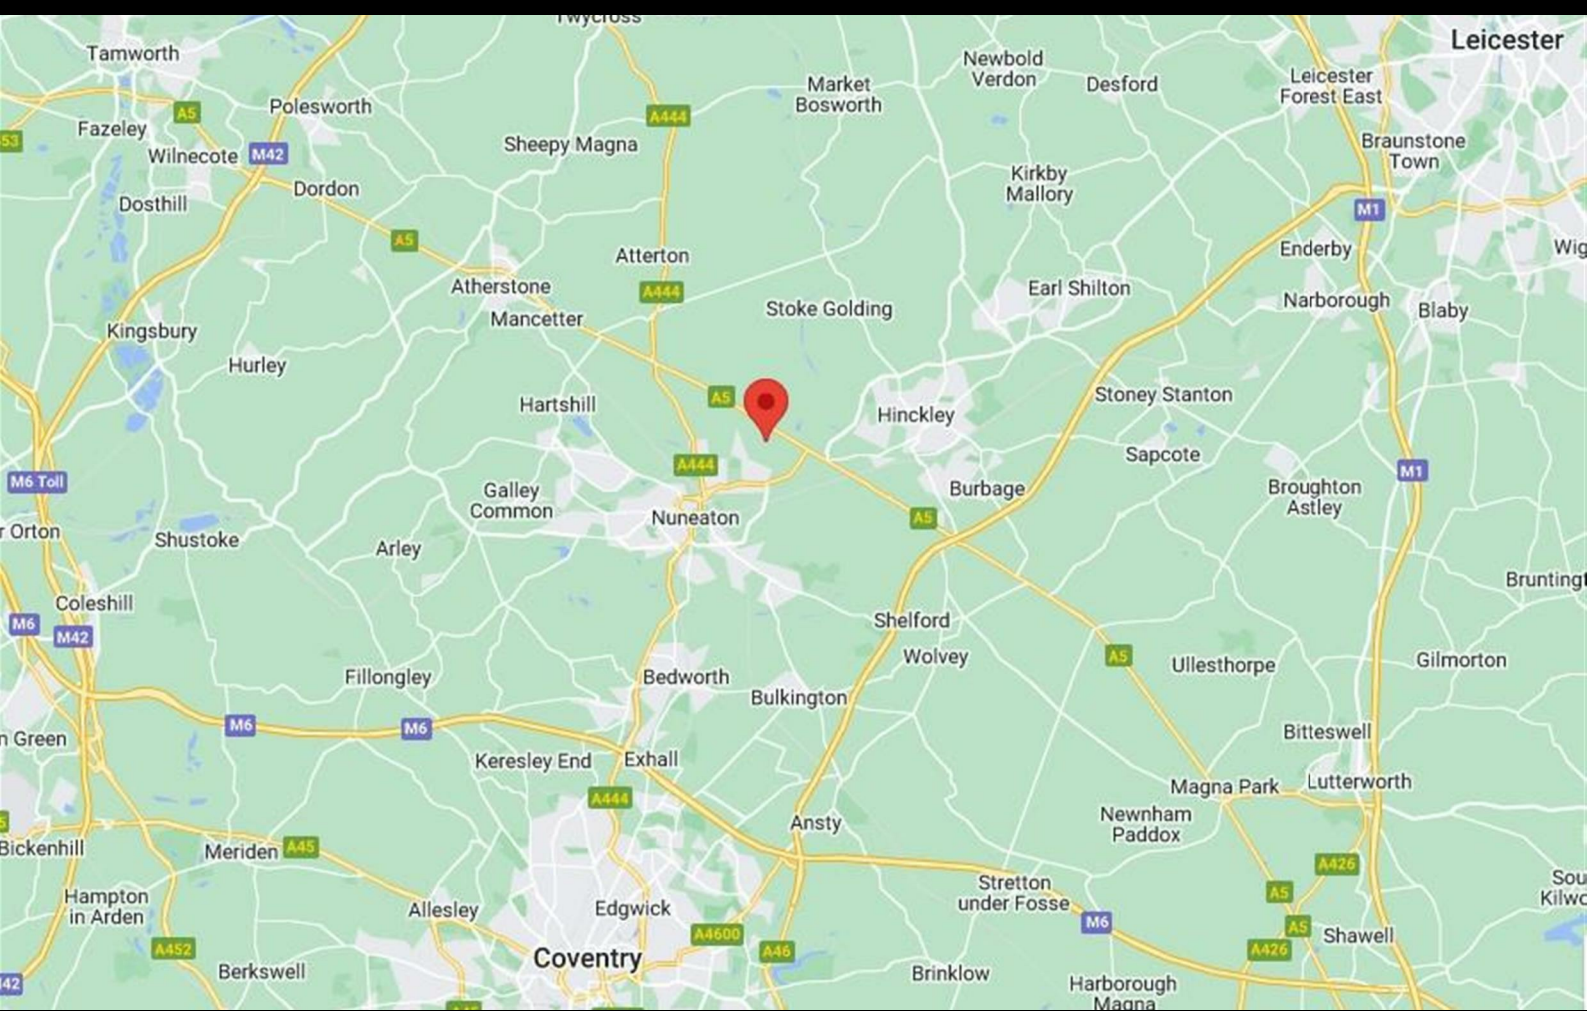 Twycross
Leicester
Tamworth
Newbold
Verdon
Market
Bosworth
Desford
Leicester
Forest East
A5
Polesworth
A444
Fazeley
53
Wilnecote
M42
Sheepy Magna
Braunstone
Town
Dordon
Kirkby
Mallory
Dosthill
M1
A5
Atterton
Enderby
Wig
Atherstone
A444
Earl Shilton
Narborough
Blaby
Mancetter
Stoke Golding
Kingsbury
Hurley
Hartshill
A5
Hinckley
Stoney Stanton
Sapcote
A444
M1
M6 Toll
Galley
Common
Burbage
Broughton
Astley
Nuneaton
A5
r Orton
Shustoke
Arley
Bruntingt
Coleshill
M6
M42
Shelford
Wolvey
A5
Ullesthorpe
Gilmorton
Fillongley
Bedworth
Bulkington
M6
M6
n Green
Bitteswell
Keresley End
Exhall
Magna Park
Lutterworth
A444
Newnham
Paddox
Ansty
5
Bickenhill
Meriden
A45
A426
Stretton
under Fosse
A5
Sou
Kilwo
Hampton
in Arden
Allesley
Edgwick
M6
A5
A4600
A426
Shawell
A452
A46
Coventry
Berkswell
Brinklow
42
Harborough
Magna
A45